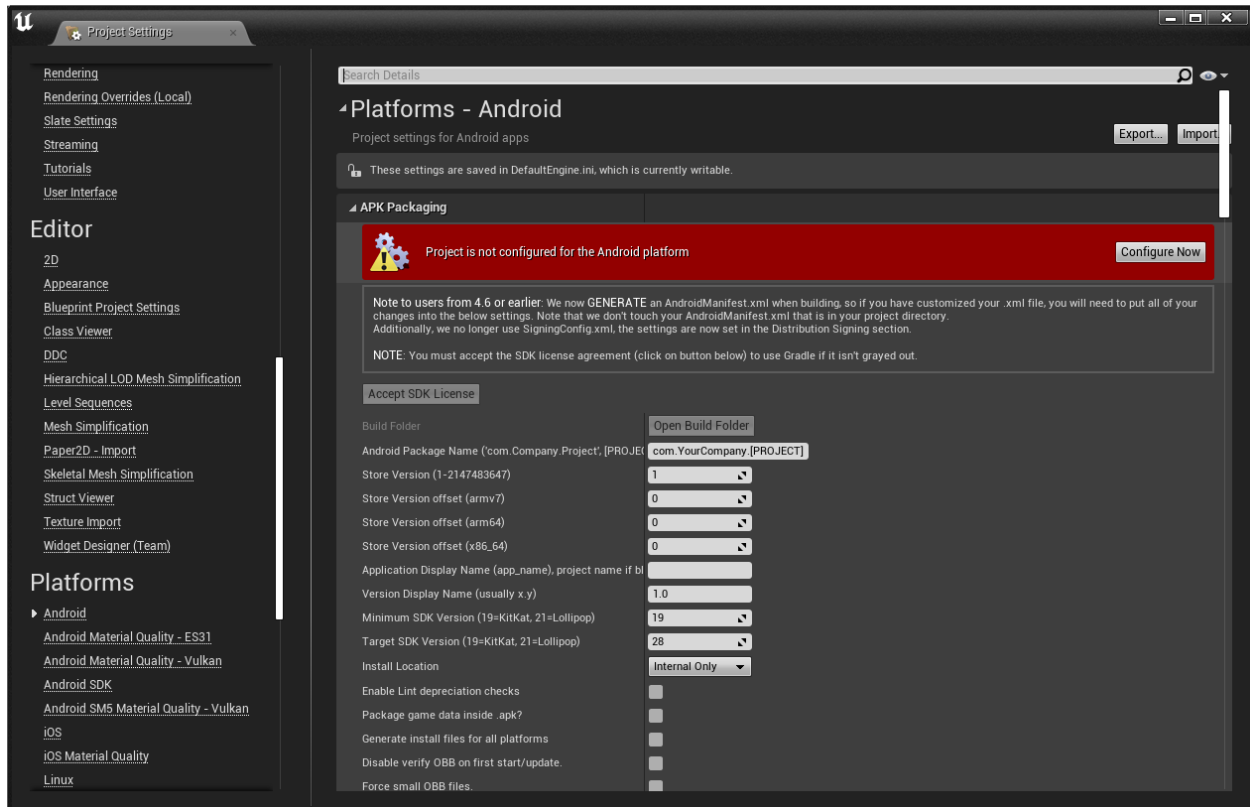 Project Settings
Rendering
Rendering Overrides (Local)
Slate Settings
Streaming
Tutorials
User Interface
Editor
2D
Appearance
Blueprint Project Settings
Class Viewer
DDC
Hierarchical LOD Mesh Simplification
Level Sequences
Mesh Simplification
Paper2D - Import
Skeletal Mesh Simplification
Struct Viewer
Texture Import
Widget Designer (Team)
Platforms
Android
Android Material Quality - ES31
Android Material Quality - Vulkan
Android SDK
Android SM5 Material Quality - Vulkan
iOS
iOS Material Quality
Linux
Search Details
Platforms - Android
Project settings for Android apps
Export... Import
These settings are saved in DefaultEngine.ini, which is currently writable.
APK Packaging
Project is not configured for the Android platform
Configure Now
Note to users from 4.6 or earlier: We now GENERATE an AndroidManifest.xml when building, so if you have customized your .xml file, you will need to put all of your
changes into the below settings. Note that we don't touch your AndroidManifest.xml that is in your project directory.
Additionally, we no longer use SigningConfig.xml, the settings are now set in the Distribution Signing section.
NOTE: You must accept the SDK license agreement (click on button below) to use Gradle if it isn't grayed out.
Accept SDK License
Build Folder Open Build Folder
Android Package Name ('com.Company.Project', [PROJEC com.YourCompany.[PROJECT]
Store Version (1-2147483647) 1
Store Version offset (armv7) 0
Store Version offset (arm64) 0
Store Version offset (x86_64) 0
Application Display Name (app_name), project name if bl
Version Display Name (usually x.y) 1.0
Minimum SDK Version (19=KitKat, 21=Lollipop) 19
Target SDK Version (19=KitKat, 21=Lollipop) 28
Install Location Internal Only
Enable Lint depreciation checks
Package game data inside .apk?
Generate install files for all platforms
Disable verify OBB on first start/update.
Force small OBB files.